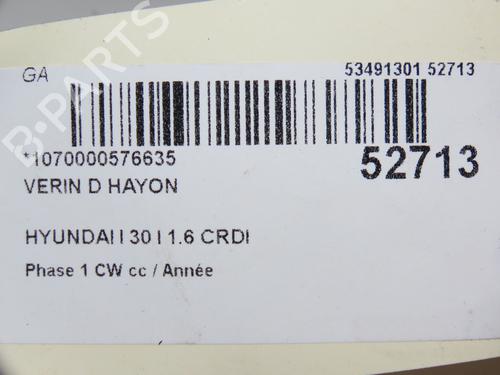 GA
53491301 52713
*1070000576635
52713
VERIN D HAYON
HYUNDAI I 30 I 1.6 CRDI
Phase 1 CW cc / Année
B-PARTS